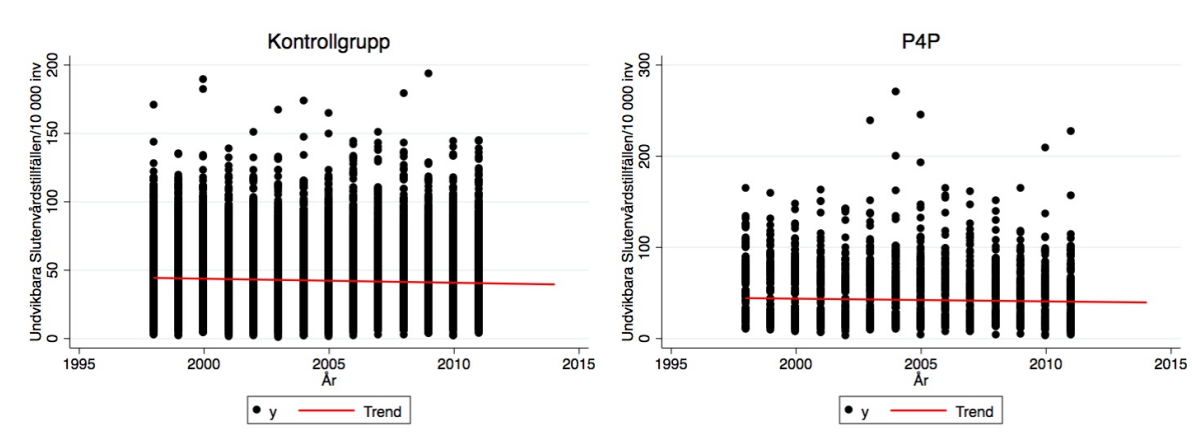 Kontrollgrupp
Undvikbara Slutenvårdstillfällen/10 000 inv
200
150
100
50
0
1995
2000
2005
2010
2015
År
y
Trend
P4P
Undvikbara Slutenvårdstillfällen/10 000 inv
300
200
100
0
1995
2000
2005
2010
2015
År
y
Trend